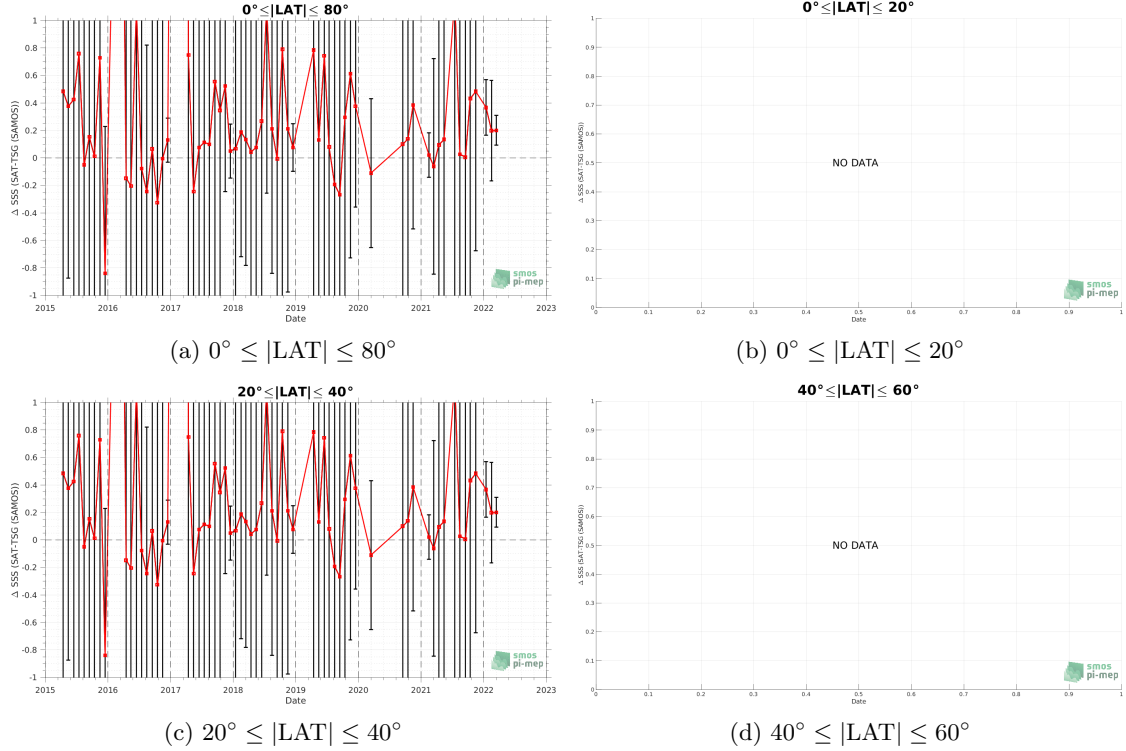 0°≤|LAT|≤ 80°
Δ SSS (SAT-TSG (SAMOS))
1
0.8
0.6
0.4
0.2
0
-0.2
-0.4
-0.6
-0.8
-1
2015 2016 2017 2018 2019 2020 2021 2022 2023
Date
smos
pi-mep
(a) 0° ≤ |LAT| ≤ 80°
0°≤|LAT|≤ 20°
Δ SSS (SAT-TSG (SAMOS))
1
0.9
0.8
0.7
0.6
0.5
0.4
0.3
0.2
0.1
0
NO DATA
0 0.1 0.2 0.3 0.4 0.5 0.6 0.7 0.8 0.9 1
Date
smos
pi-mep
(b) 0° ≤ |LAT| ≤ 20°
20°≤|LAT|≤ 40°
Δ SSS (SAT-TSG (SAMOS))
1
0.8
0.6
0.4
0.2
0
-0.2
-0.4
-0.6
-0.8
-1
2015 2016 2017 2018 2019 2020 2021 2022 2023
Date
smos
pi-mep
(c) 20° ≤ |LAT| ≤ 40°
40°≤|LAT|≤ 60°
Δ SSS (SAT-TSG (SAMOS))
1
0.9
0.8
0.7
0.6
0.5
0.4
0.3
0.2
0.1
0
NO DATA
0 0.1 0.2 0.3 0.4 0.5 0.6 0.7 0.8 0.9 1
Date
smos
pi-mep
(d) 40° ≤ |LAT| ≤ 60°